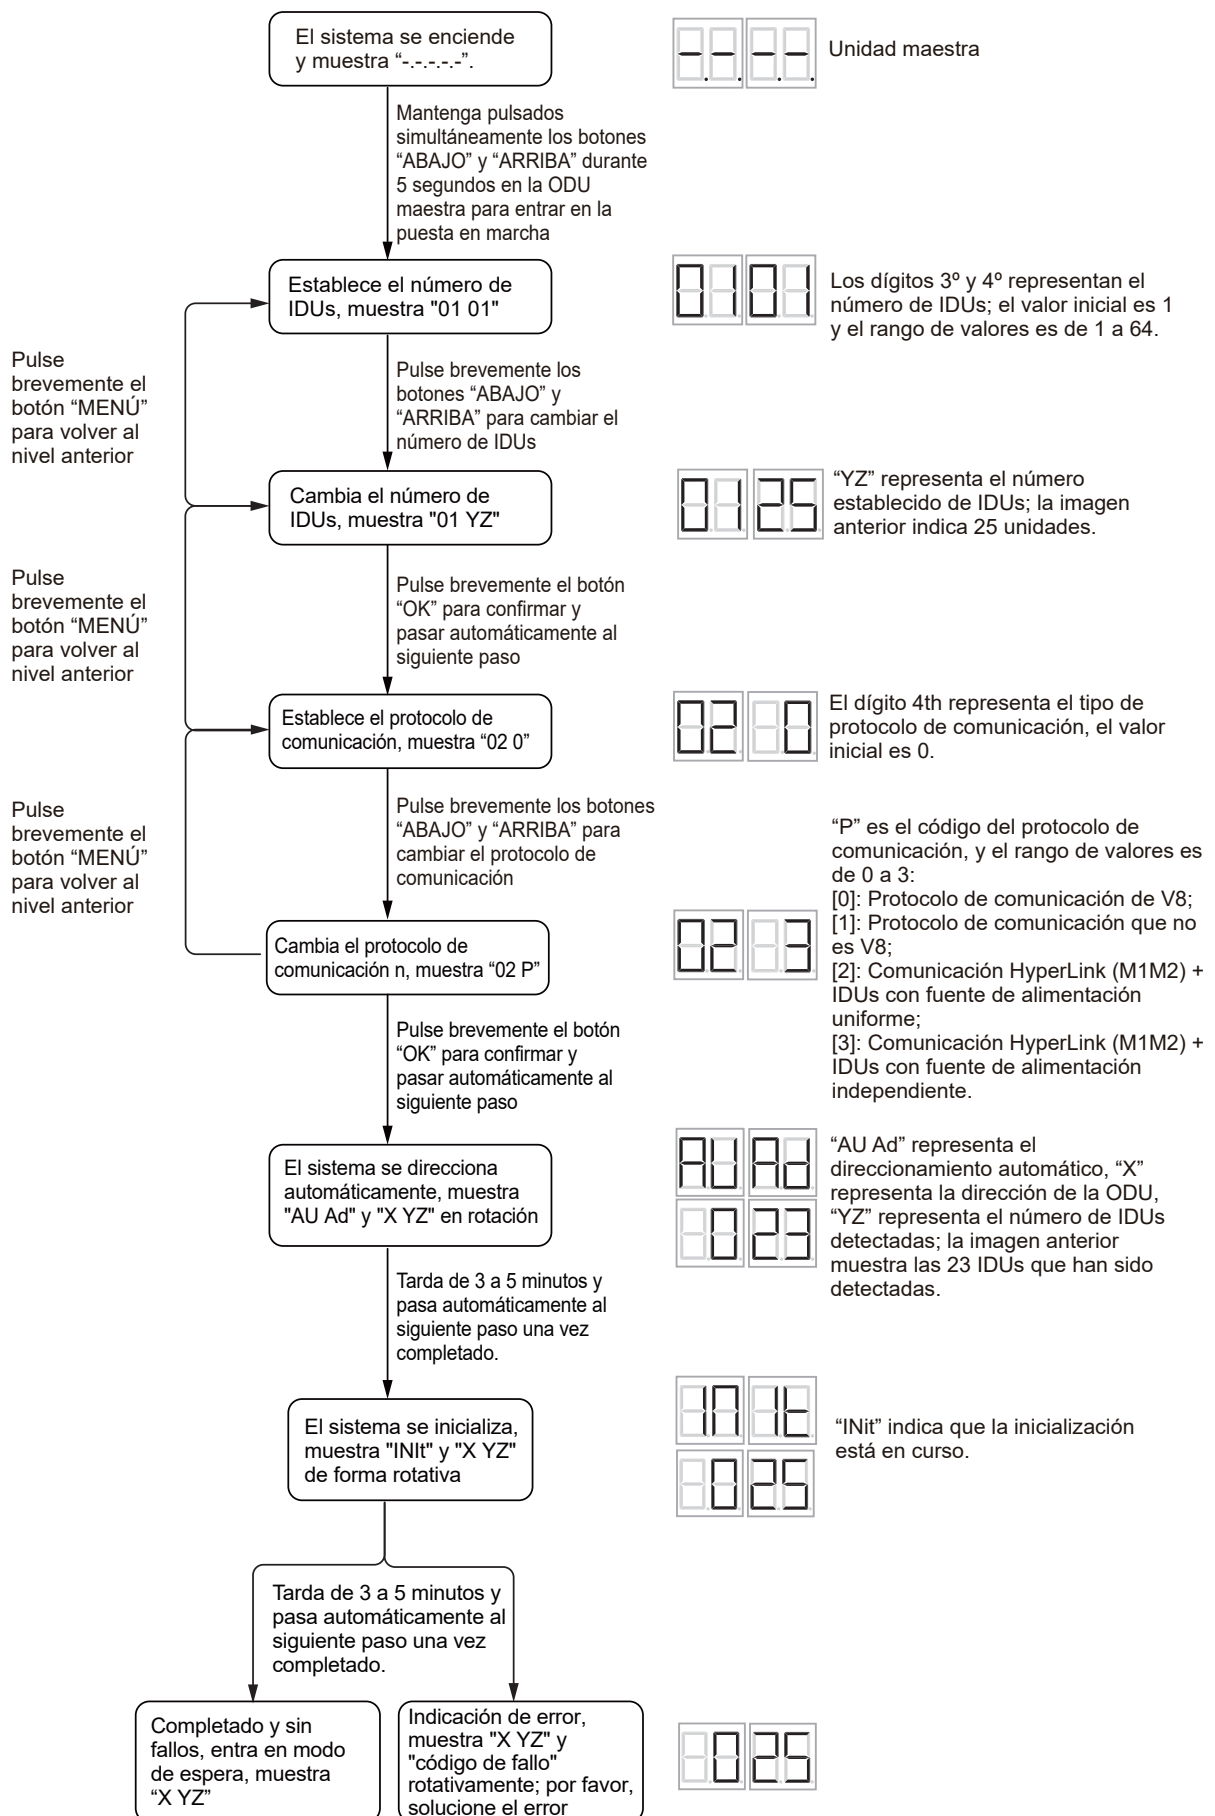 El sistema se enciende
y muestra “-.-.-.-.-”.
-.-.-.-.
Unidad maestra
Mantenga pulsados
simultáneamente los botones
“ABAJO” y “ARRIBA” durante
5 segundos en la ODU
maestra para entrar en la
puesta en marcha
Establece el número de
IDUs, muestra "01 01"
01 01
Los dígitos 3º y 4º representan el
número de IDUs; el valor inicial es 1
y el rango de valores es de 1 a 64.
Pulse
brevemente el
botón “MENÚ”
para volver al
nivel anterior
Pulse brevemente los
botones “ABAJO” y
“ARRIBA” para cambiar el
número de IDUs
Cambia el número de
IDUs, muestra "01 YZ"
01 25
“YZ” representa el número
establecido de IDUs; la imagen
anterior indica 25 unidades.
Pulse
brevemente el
botón “MENÚ”
para volver al
nivel anterior
Pulse brevemente el botón
“OK” para confirmar y
pasar automáticamente al
siguiente paso
Establece el protocolo de
comunicación, muestra “02 0”
02 0
El dígito 4th representa el tipo de
protocolo de comunicación, el valor
inicial es 0.
Pulse
brevemente el
botón “MENÚ”
para volver al
nivel anterior
Pulse brevemente los botones
“ABAJO” y “ARRIBA” para
cambiar el protocolo de
comunicación
Cambia el protocolo de
comunicación n, muestra “02 P”
02 3
“P” es el código del protocolo de
comunicación, y el rango de valores es
de 0 a 3:
[0]: Protocolo de comunicación de V8;
[1]: Protocolo de comunicación que no
es V8;
[2]: Comunicación HyperLink (M1M2) +
IDUs con fuente de alimentación
uniforme;
[3]: Comunicación HyperLink (M1M2) +
IDUs con fuente de alimentación
independiente.
Pulse brevemente el botón
“OK” para confirmar y
pasar automáticamente al
siguiente paso
El sistema se direcciona
automáticamente, muestra
"AU Ad" y "X YZ" en rotación
AU Ad
0 23
“AU Ad” representa el
direccionamiento automático, “X”
representa la dirección de la ODU,
“YZ” representa el número de IDUs
detectadas; la imagen anterior
muestra las 23 IDUs que han sido
detectadas.
Tarda de 3 a 5 minutos y
pasa automáticamente al
siguiente paso una vez
completado.
El sistema se inicializa,
muestra "INIt" y "X YZ"
de forma rotativa
IN It
0 25
“INit” indica que la inicialización
está en curso.
Tarda de 3 a 5 minutos y
pasa automáticamente al
siguiente paso una vez
completado.
Completado y sin
fallos, entra en modo
de espera, muestra
“X YZ”
Indicación de error,
muestra "X YZ" y
"código de fallo"
rotativamente; por favor,
solucione el error
0 25